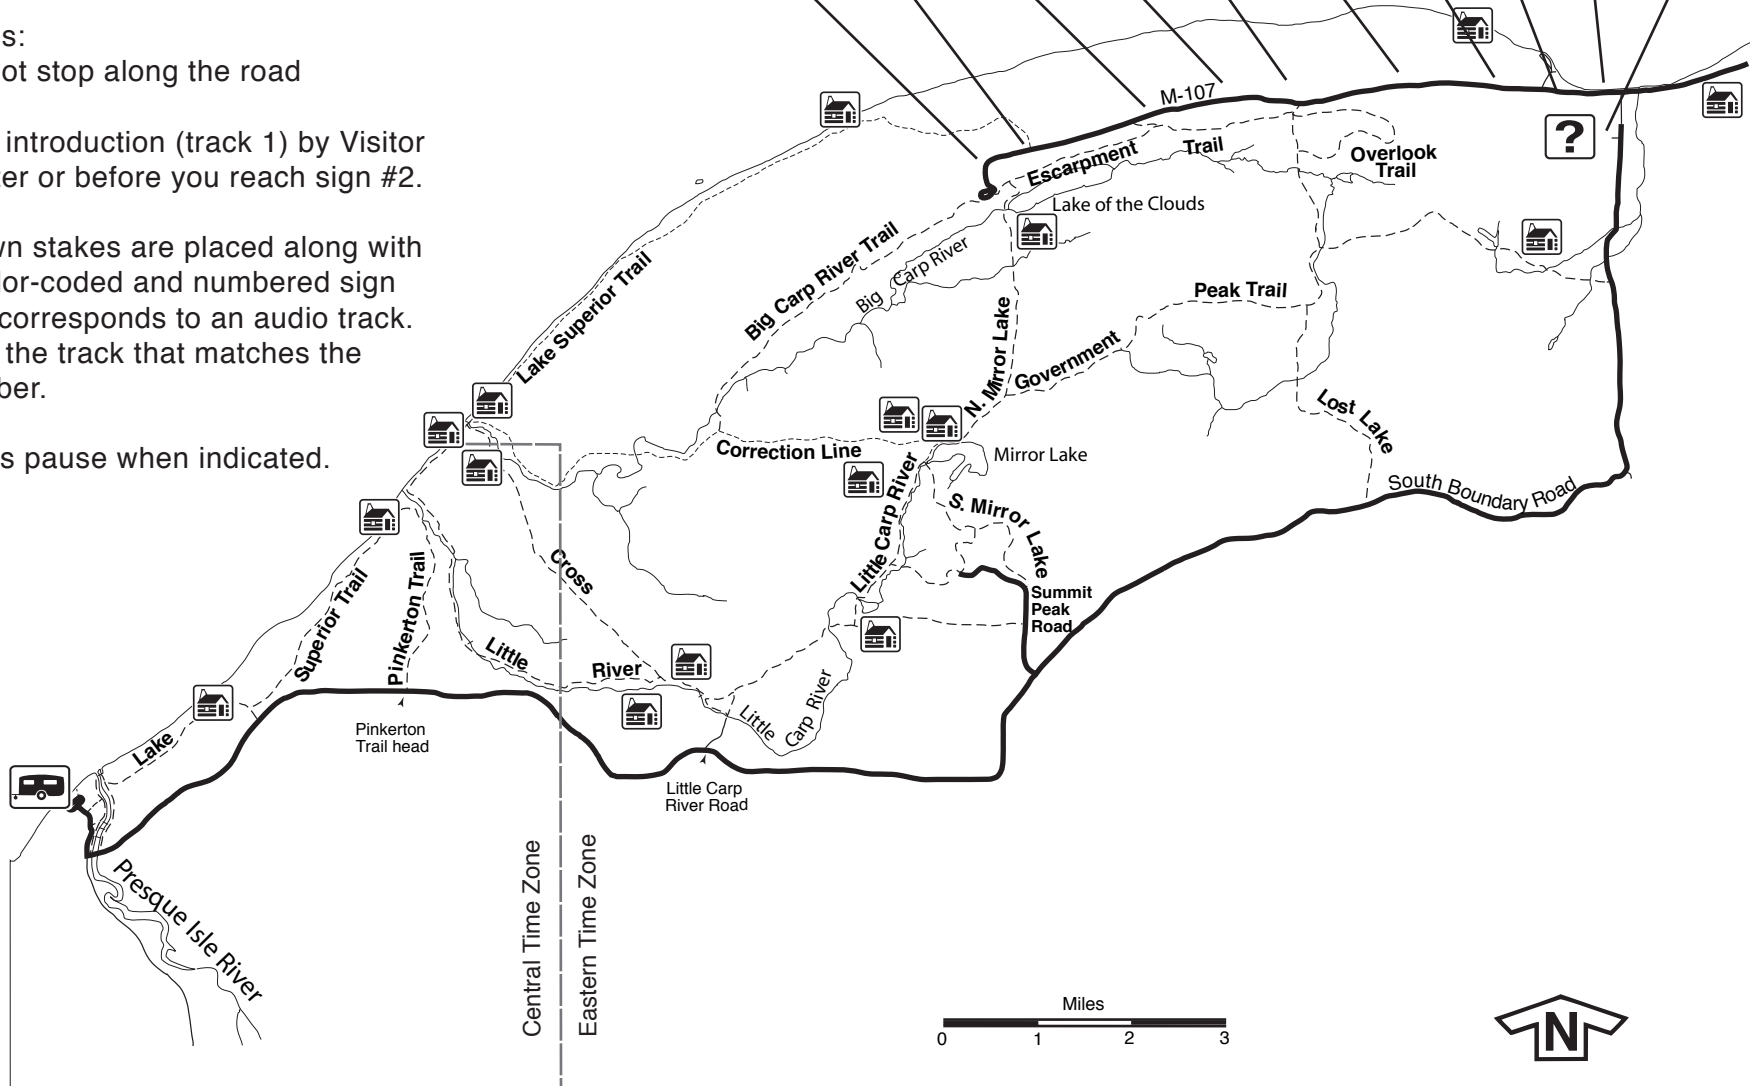 s:
ot stop along the road
introduction (track 1) by Visitor
ter or before you reach sign #2.
wn stakes are placed along with
lor-coded and numbered sign
corresponds to an audio track.
the track that matches the
ber.
s pause when indicated.
M-107
?
Escarpment Trail
Overlook
Trail
Lake of the Clouds
Lake Superior Trail
Big Carp River Trail
Big Carp River
Peak Trail
N. Mirror Lake
Government
Lost Lake
Correction Line
Mirror Lake
South Boundary Road
Little Carp River
S. Mirror Lake
Cross
Summit
Peak
Road
Superior Trail
Pinkerton Trail
Little
River
Little
Carp River
Pinkerton
Trail head
Lake
Little Carp
River Road
Presque Isle River
Central Time Zone
Eastern Time Zone
Miles
0 1 2 3
N